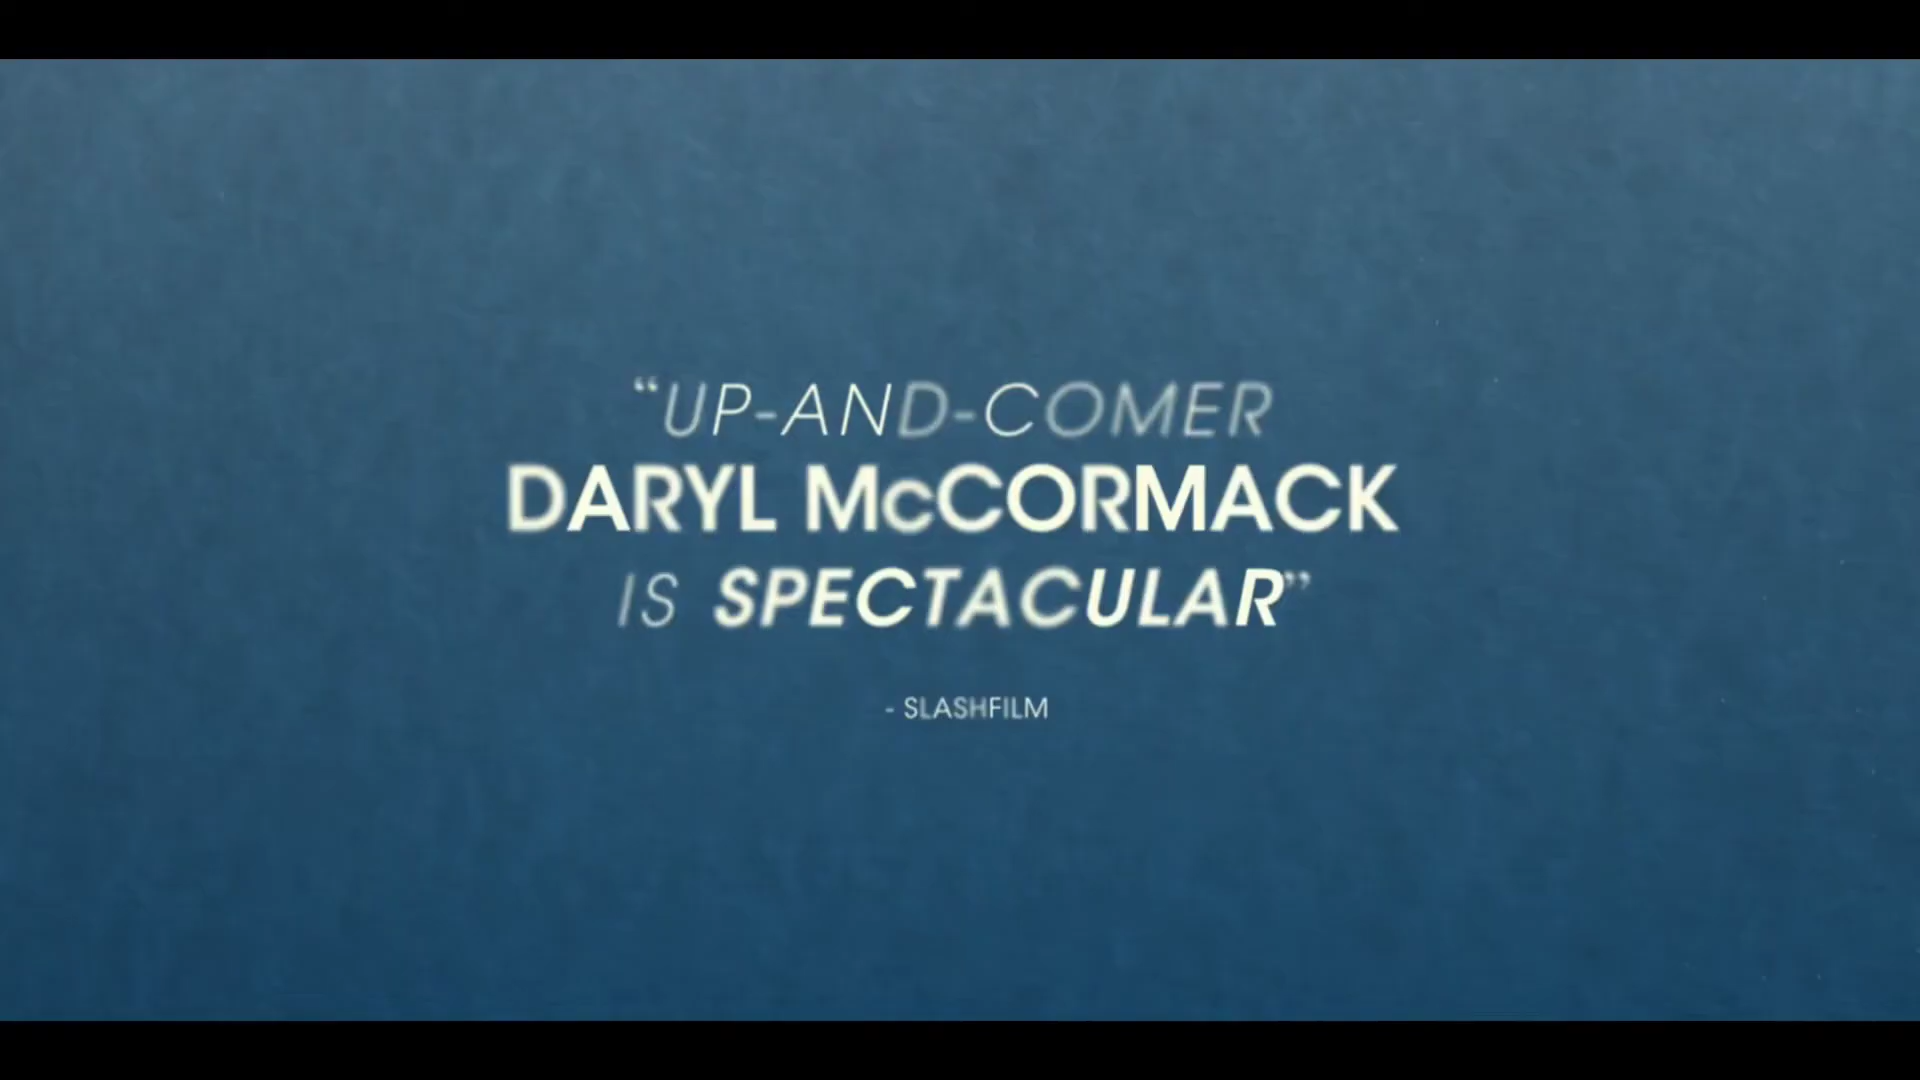 “UP-AND-COMER
DARYL McCORMACK
IS SPECTACULAR”
- SLASHFILM